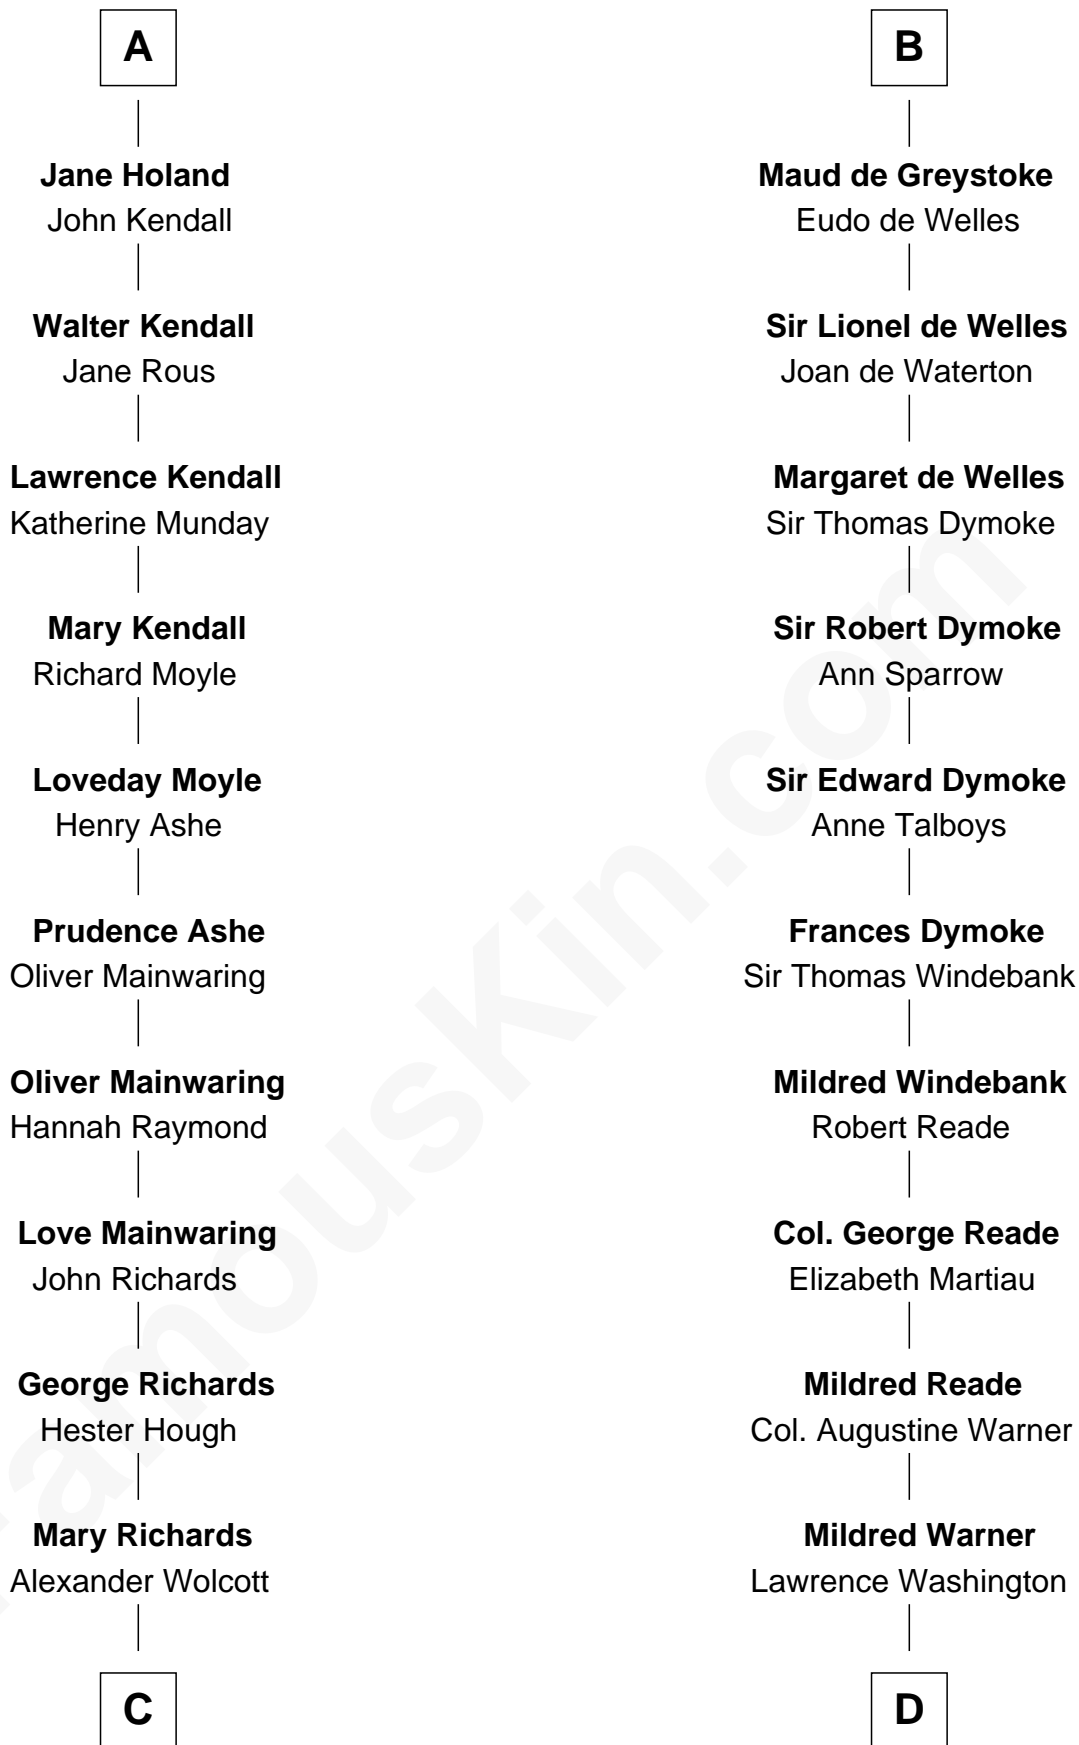 A
Jane Holand
John Kendall
Walter Kendall
Jane Rous
Lawrence Kendall
Katherine Munday
Mary Kendall
Richard Moyle
Loveday Moyle
Henry Ashe
Prudence Ashe
Oliver Mainwaring
Oliver Mainwaring
Hannah Raymond
Love Mainwaring
John Richards
George Richards
Hester Hough
Mary Richards
Alexander Wolcott
C
B
Maud de Greystoke
Eudo de Welles
Sir Lionel de Welles
Joan de Waterton
Margaret de Welles
Sir Thomas Dymoke
Sir Robert Dymoke
Ann Sparrow
Sir Edward Dymoke
Anne Talboys
Frances Dymoke
Sir Thomas Windebank
Mildred Windebank
Robert Reade
Col. George Reade
Elizabeth Martiau
Mildred Reade
Col. Augustine Warner
Mildred Warner
Lawrence Washington
D
FamousKin.com